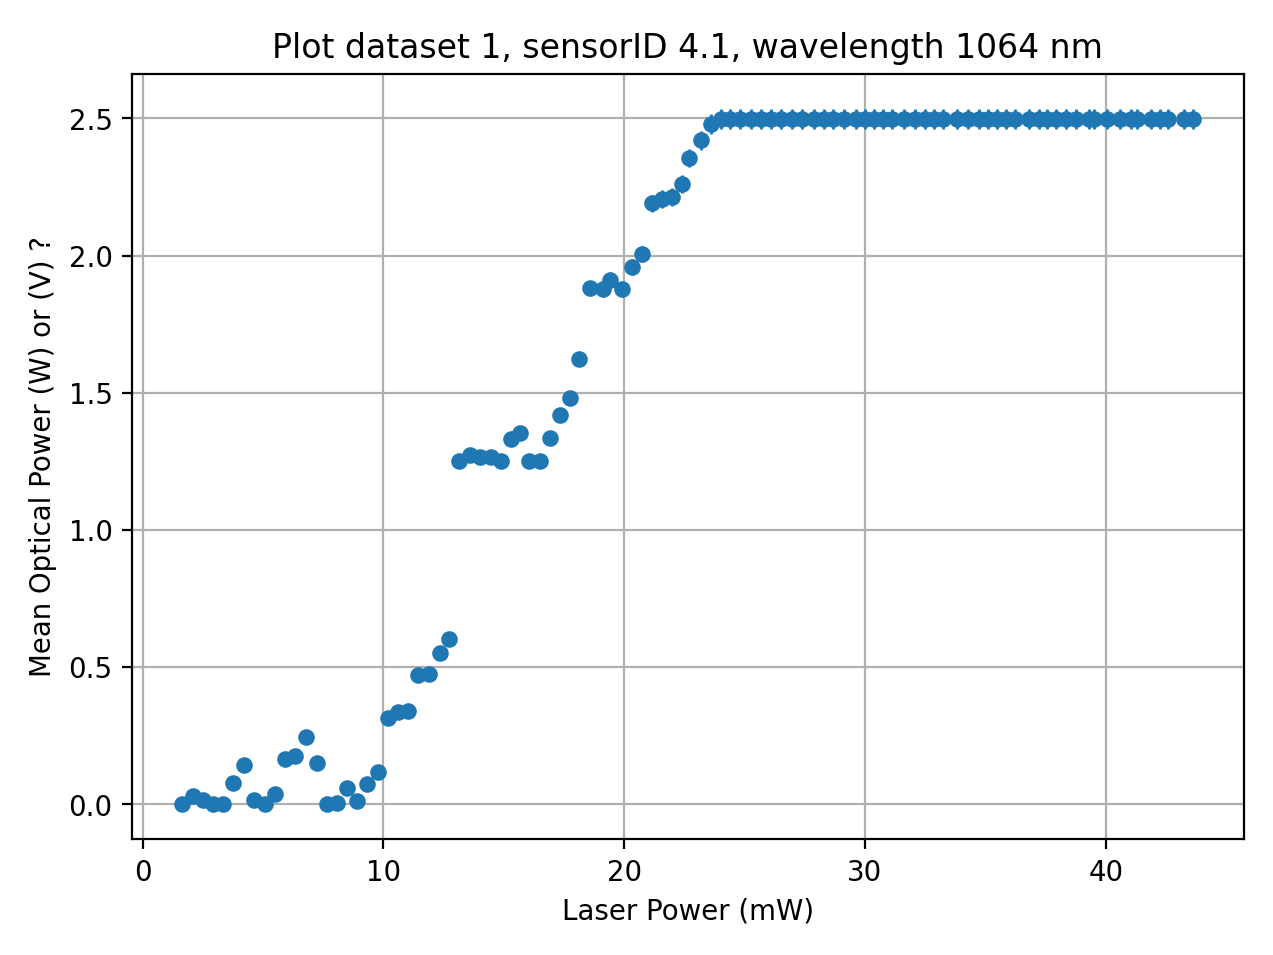 Plot dataset 1, sensorID 4.1, wavelength 1064 nm
Mean Optical Power (W) or (V) ?
2.5
2.0
1.5
1.0
0.5
0.0
0 10 20 30 40
Laser Power (mW)